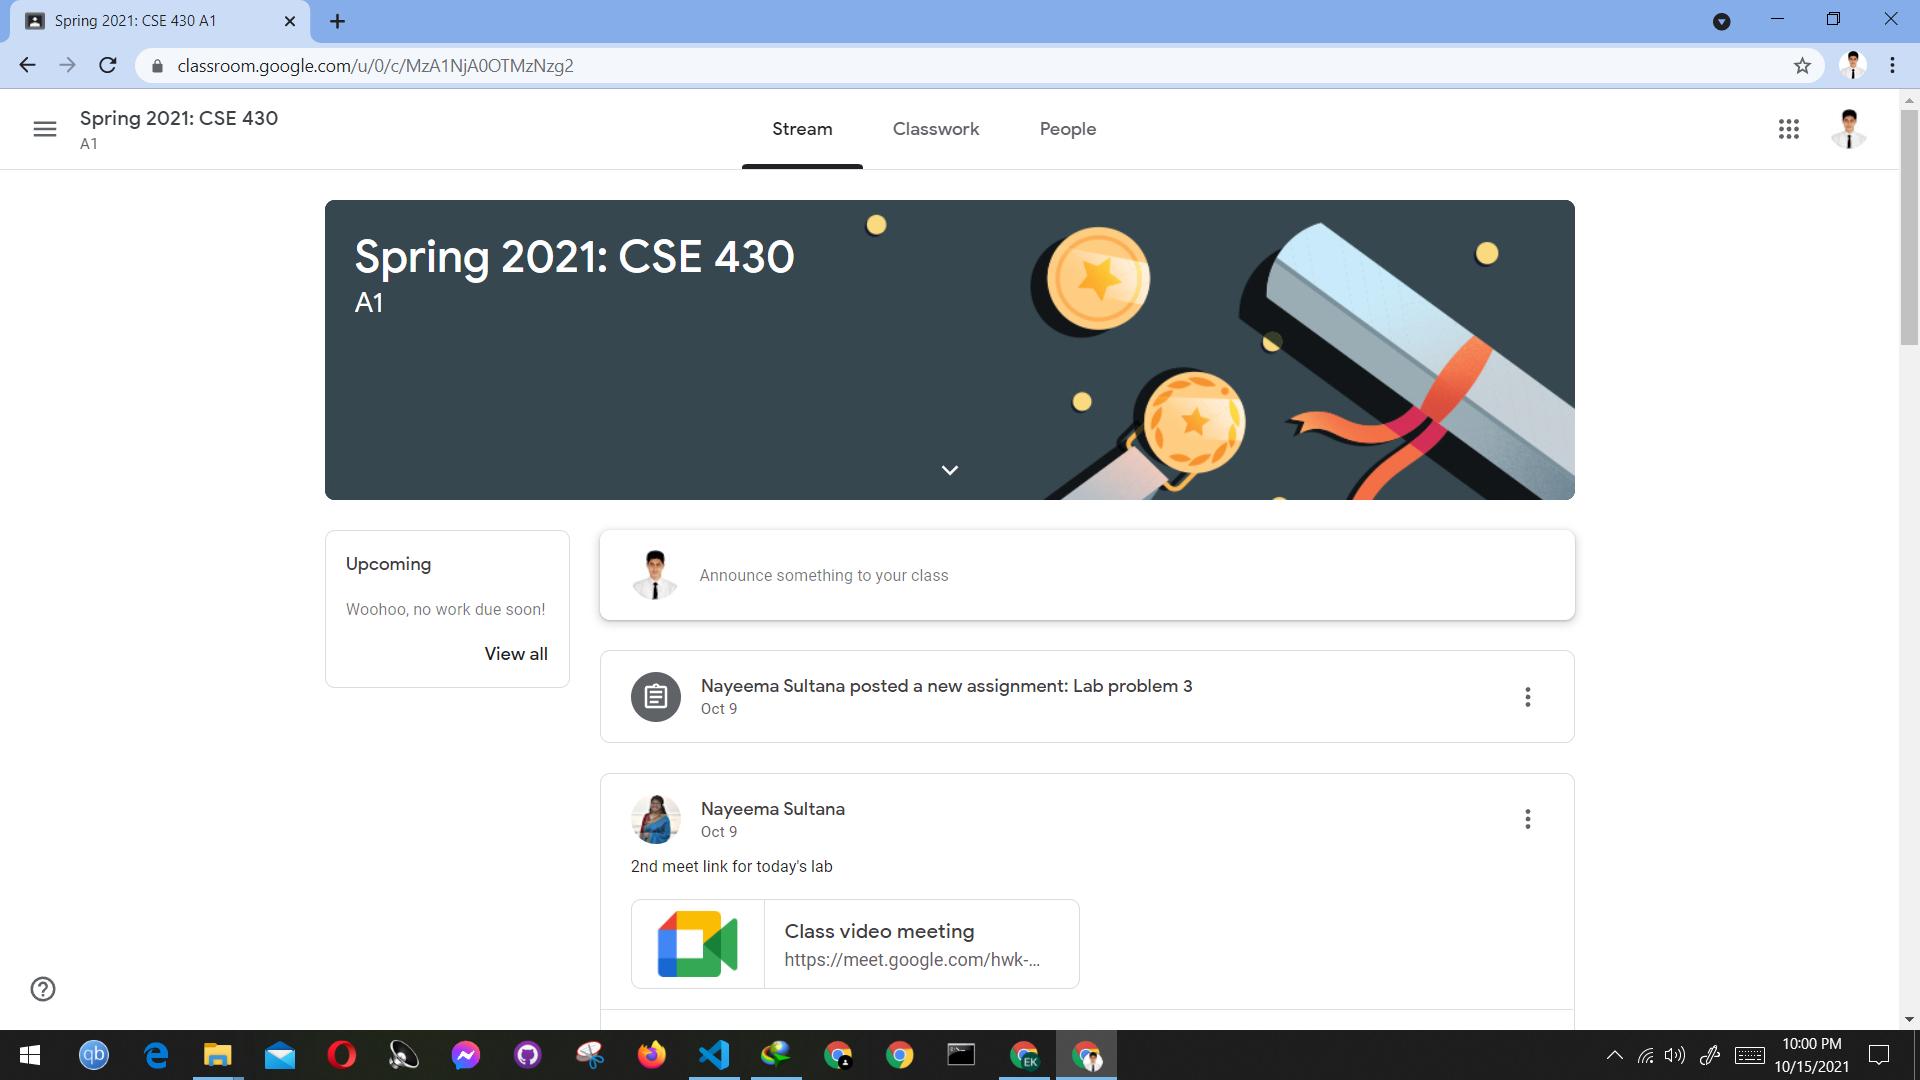 Spring 2021: CSE 430 A1
classroom.google.com/u/0/c/MzA1NjA0OTMzNzg2
Spring 2021: CSE 430
A1
Stream
Classwork
People
Spring 2021: CSE 430
A1
Upcoming
Woohoo, no work due soon!
View all
Announce something to your class
Nayeema Sultana posted a new assignment: Lab problem 3
Oct 9
Nayeema Sultana
Oct 9
2nd meet link for today's lab
Class video meeting
https://meet.google.com/hwk-...
qb
EK
10:00 PM
10/15/2021